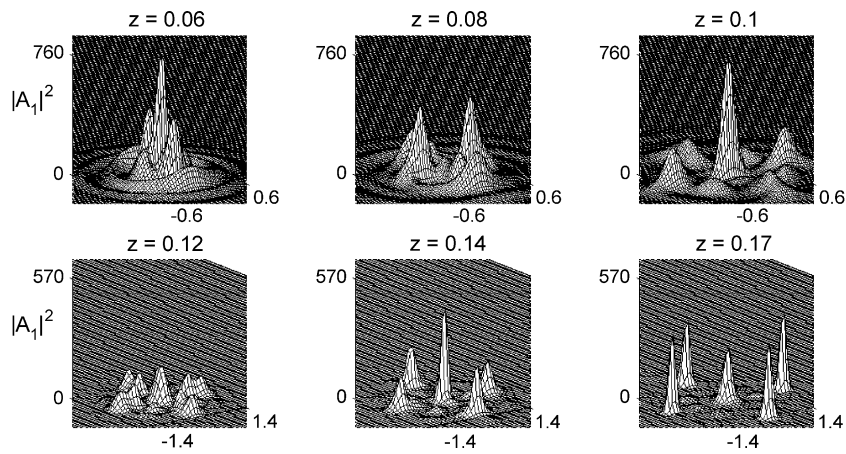 z = 0.06 z = 0.08 z = 0.1
760 760 760
|A₁|²
0 0 0
0.6 0.6 0.6
-0.6 -0.6 -0.6
z = 0.12 z = 0.14 z = 0.17
570 570 570
|A₁|²
0 0 0
1.4 1.4 1.4
-1.4 -1.4 -1.4